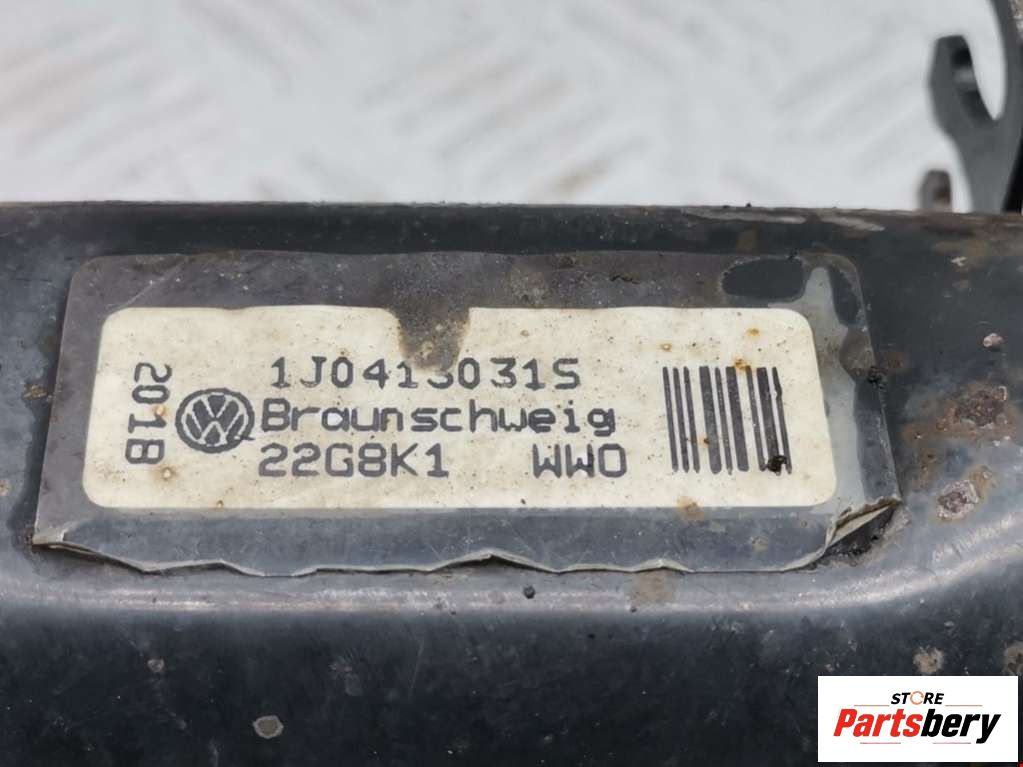 2018
1J0413031S
Braunschweig
22G8K1 WWO
STORE
Partsbery